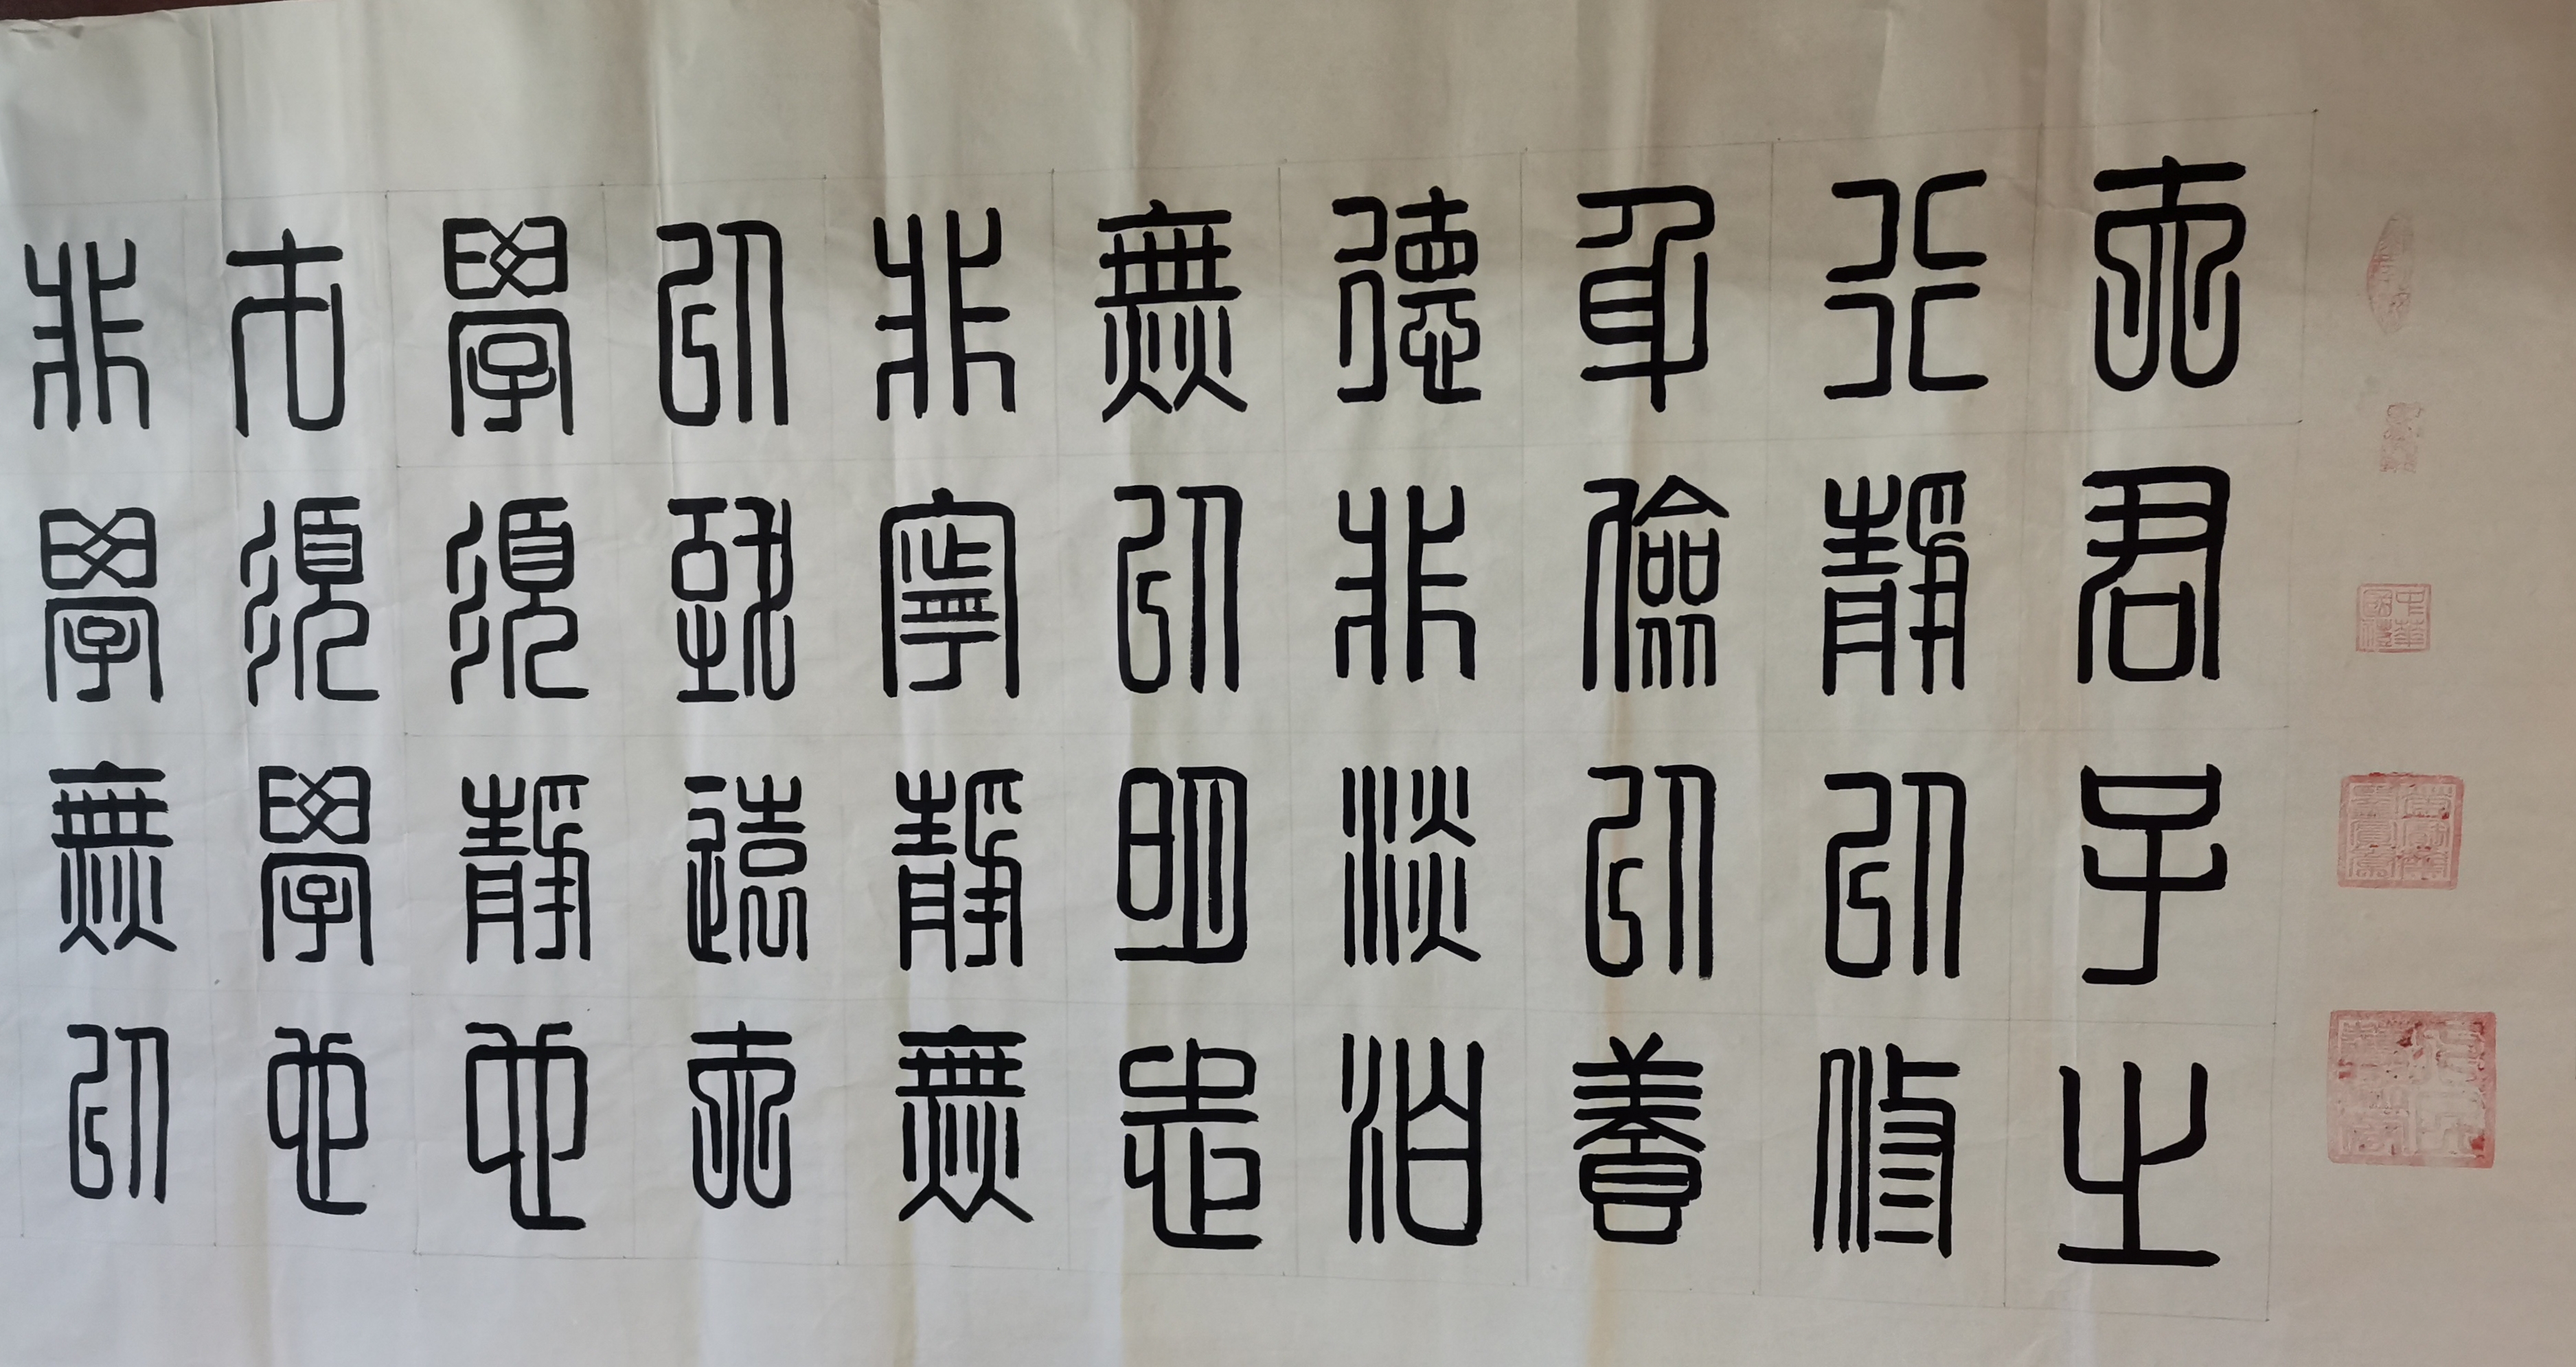 夫君子之
行靜以修
身儉以養
德非淡泊
無以明志
非寧靜無
以致遠夫
學須靜也
才須學也
非學無以